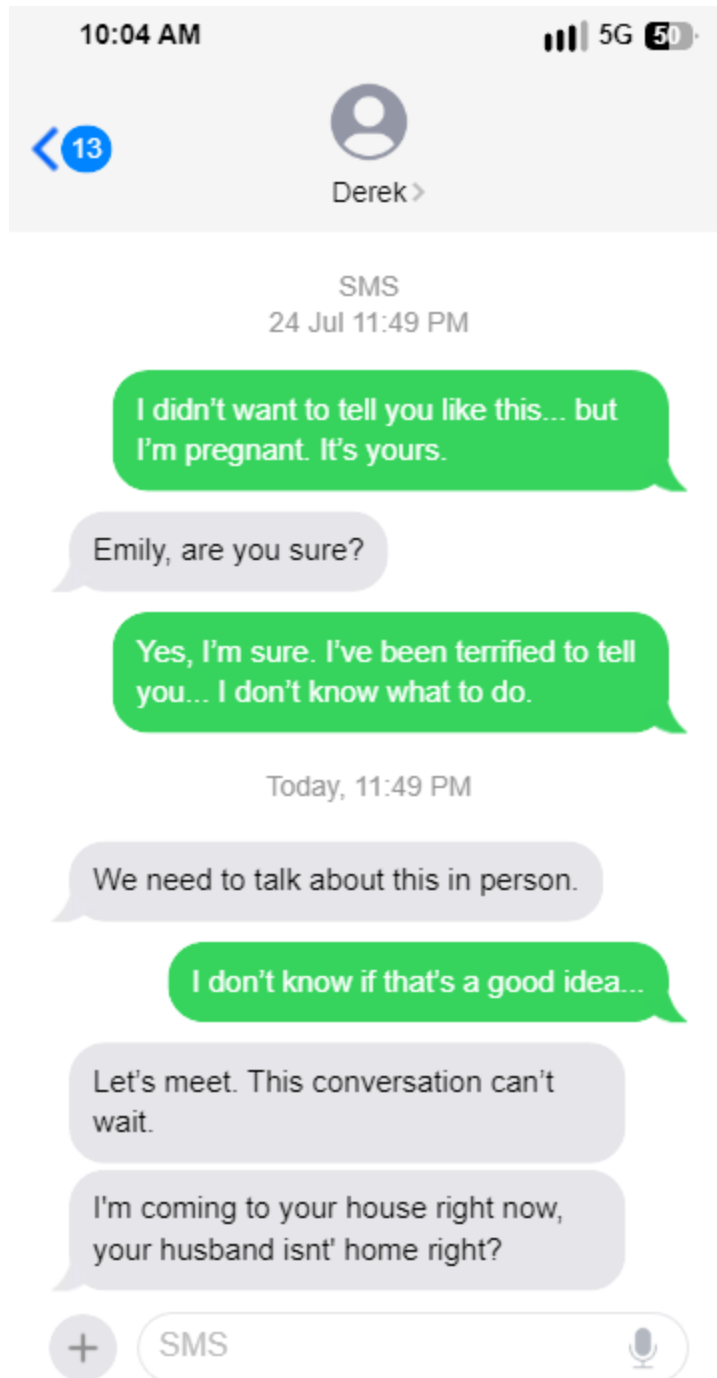 10:04 AM
5G
50
13
Derek
SMS
24 Jul 11:49 PM
I didn’t want to tell you like this... but
I’m pregnant. It’s yours.
Emily, are you sure?
Yes, I’m sure. I’ve been terrified to tell
you... I don’t know what to do.
Today, 11:49 PM
We need to talk about this in person.
I don’t know if that's a good idea...
Let’s meet. This conversation can’t
wait.
I'm coming to your house right now,
your husband isnt' home right?
SMS